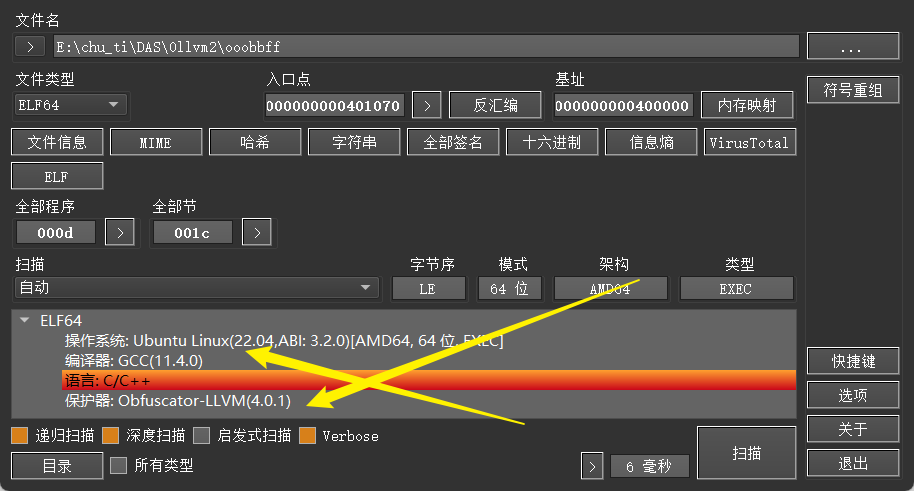 文件名
> E:\chu_ti\DAS\0llvm2\ooobbff ...
文件类型 入口点 基址
ELF64 000000000401070 > 反汇编 000000000400000 内存映射 符号重组
文件信息 MIME 哈希 字符串 全部签名 十六进制 信息熵 VirusTotal
ELF
全部程序 全部节
000d > 001c >
扫描 字节序 模式 架构 类型
自动 LE 64 位 AMD64 EXEC
ELF64
操作系统: Ubuntu Linux(22.04,ABI: 3.2.0)[AMD64, 64 位, EXEC]
编译器: GCC(11.4.0)
语言: C/C++
保护器: Obfuscator-LLVM(4.0.1)
快捷键
选项
递归扫描 深度扫描 启发式扫描 Verbose 关于
目录 所有类型 > 6 毫秒 扫描 退出